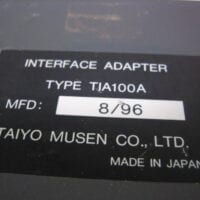 INTERFACE ADAPTER
TYPE TIA100A
MFD: 8/96
TAIYO MUSEN CO., LTD.
MADE IN JAPAN